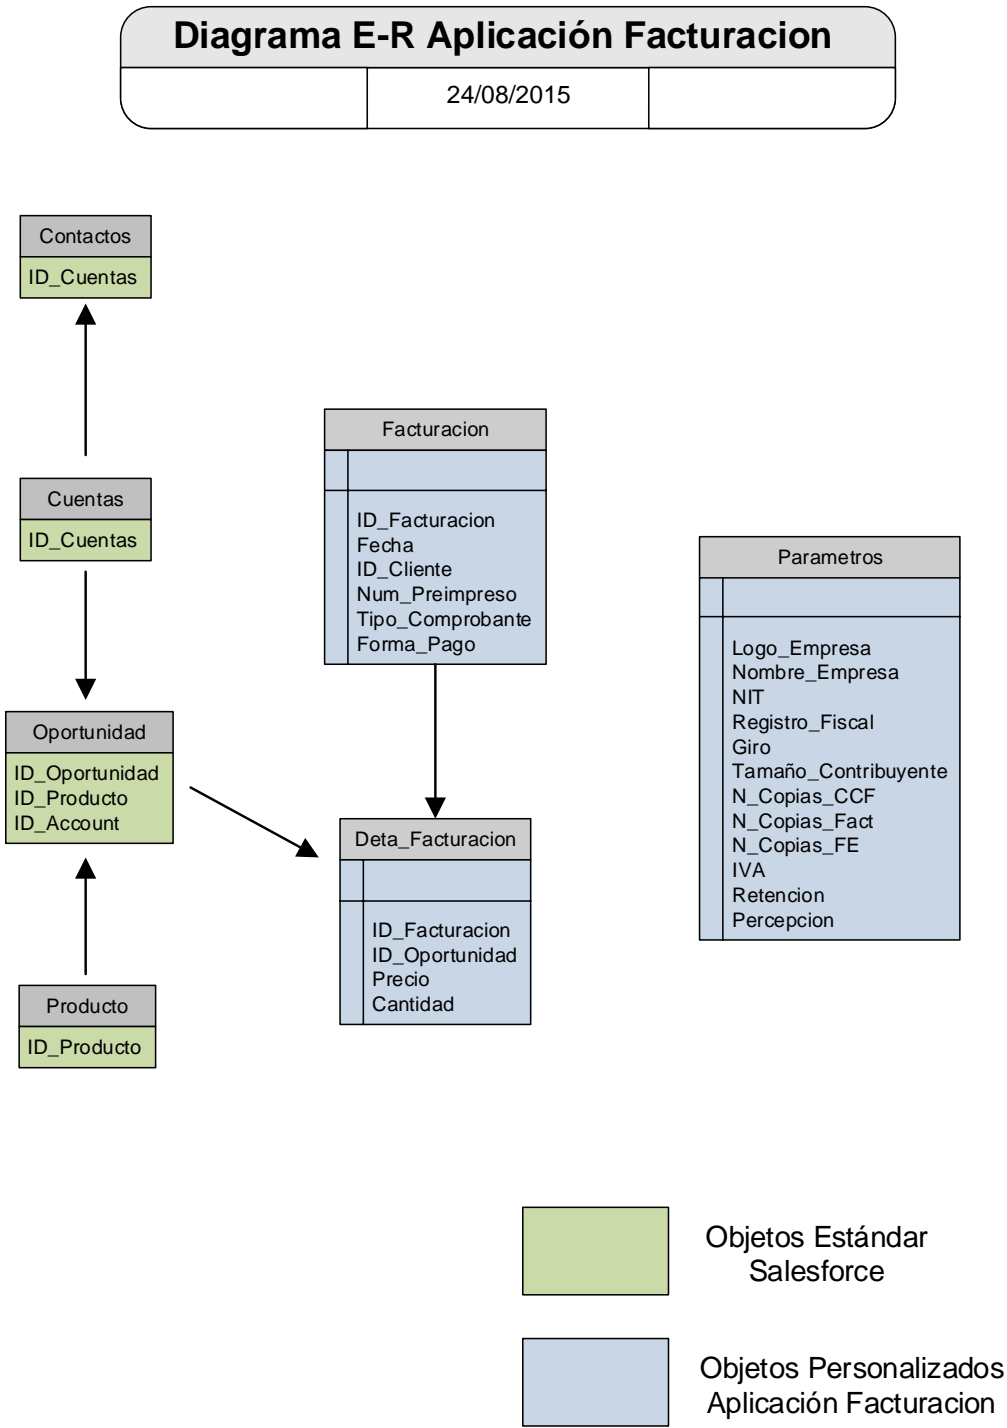 Diagrama E-R Aplicación Facturacion
24/08/2015
Contactos
ID_Cuentas
Cuentas
ID_Cuentas
Oportunidad
ID_Oportunidad
ID_Producto
ID_Account
Producto
ID_Producto
Facturacion
ID_Facturacion
Fecha
ID_Cliente
Num_Preimpreso
Tipo_Comprobante
Forma_Pago
Deta_Facturacion
ID_Facturacion
ID_Oportunidad
Precio
Cantidad
Parametros
Logo_Empresa
Nombre_Empresa
NIT
Registro_Fiscal
Giro
Tamaño_Contribuyente
N_Copias_CCF
N_Copias_Fact
N_Copias_FE
IVA
Retencion
Percepcion
Objetos Estándar
Salesforce
Objetos Personalizados
Aplicación Facturacion